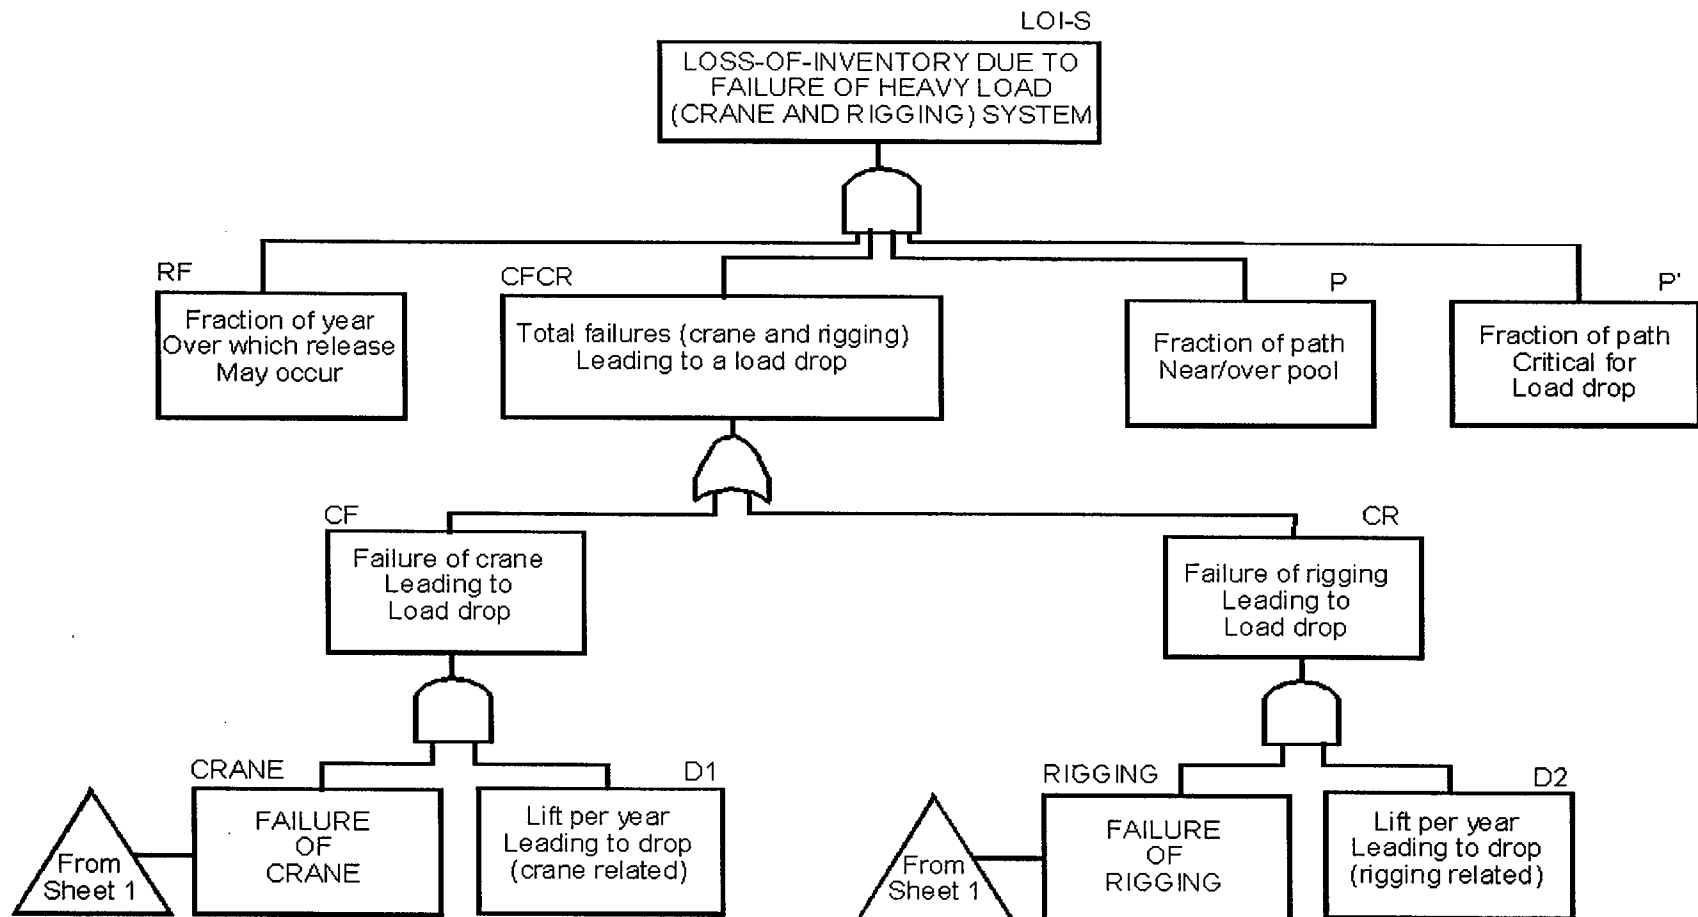 LOI-S
LOSS-OF-INVENTORY DUE TO
FAILURE OF HEAVY LOAD
(CRANE AND RIGGING) SYSTEM
RF
Fraction of year
Over which release
May occur
CFCR
Total failures (crane and rigging)
Leading to a load drop
P
Fraction of path
Near/over pool
P'
Fraction of path
Critical for
Load drop
CF
Failure of crane
Leading to
Load drop
CR
Failure of rigging
Leading to
Load drop
From
Sheet 1
CRANE
FAILURE
OF
CRANE
D1
Lift per year
Leading to drop
(crane related)
From
Sheet 1
RIGGING
FAILURE
OF
RIGGING
D2
Lift per year
Leading to drop
(rigging related)